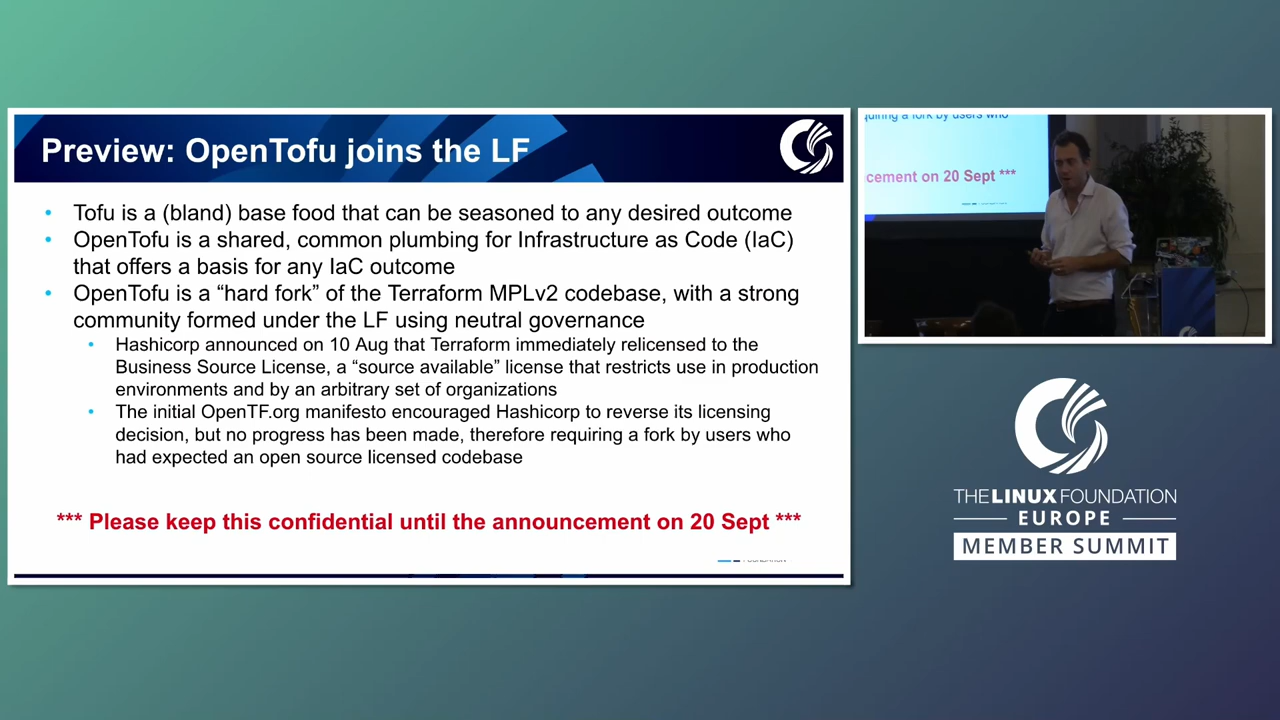 Preview: OpenTofu joins the LF
• Tofu is a (bland) base food that can be seasoned to any desired outcome
• OpenTofu is a shared, common plumbing for Infrastructure as Code (IaC)
that offers a basis for any IaC outcome
• OpenTofu is a “hard fork” of the Terraform MPLv2 codebase, with a strong
community formed under the LF using neutral governance
• Hashicorp announced on 10 Aug that Terraform immediately relicensed to the
Business Source License, a “source available” license that restricts use in production
environments and by an arbitrary set of organizations
• The initial OpenTF.org manifesto encouraged Hashicorp to reverse its licensing
decision, but no progress has been made, therefore requiring a fork by users who
had expected an open source licensed codebase
*** Please keep this confidential until the announcement on 20 Sept ***
a fork by users who
cement on 20 Sept ***
THE LINUX FOUNDATION
EUROPE
MEMBER SUMMIT